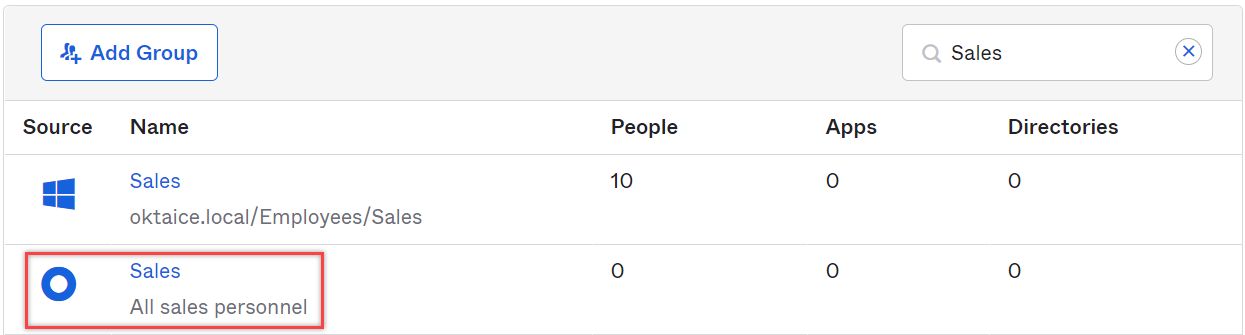 Add Group
Sales
Source Name People Apps Directories
Sales 10 0 0
oktaice.local/Employees/Sales
Sales 0 0 0
All sales personnel